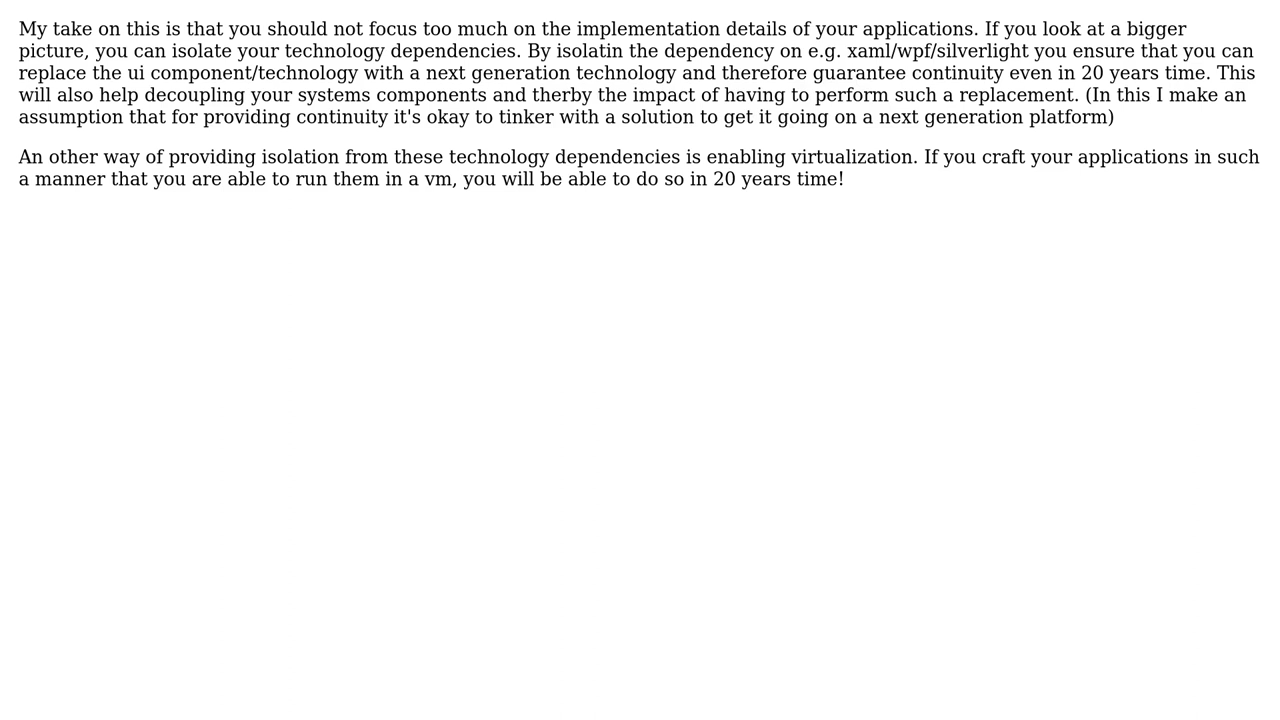 My take on this is that you should not focus too much on the implementation details of your applications. If you look at a bigger
picture, you can isolate your technology dependencies. By isolatin the dependency on e.g. xaml/wpf/silverlight you ensure that you can
replace the ui component/technology with a next generation technology and therefore guarantee continuity even in 20 years time. This
will also help decoupling your systems components and therby the impact of having to perform such a replacement. (In this I make an
assumption that for providing continuity it's okay to tinker with a solution to get it going on a next generation platform)
An other way of providing isolation from these technology dependencies is enabling virtualization. If you craft your applications in such
a manner that you are able to run them in a vm, you will be able to do so in 20 years time!